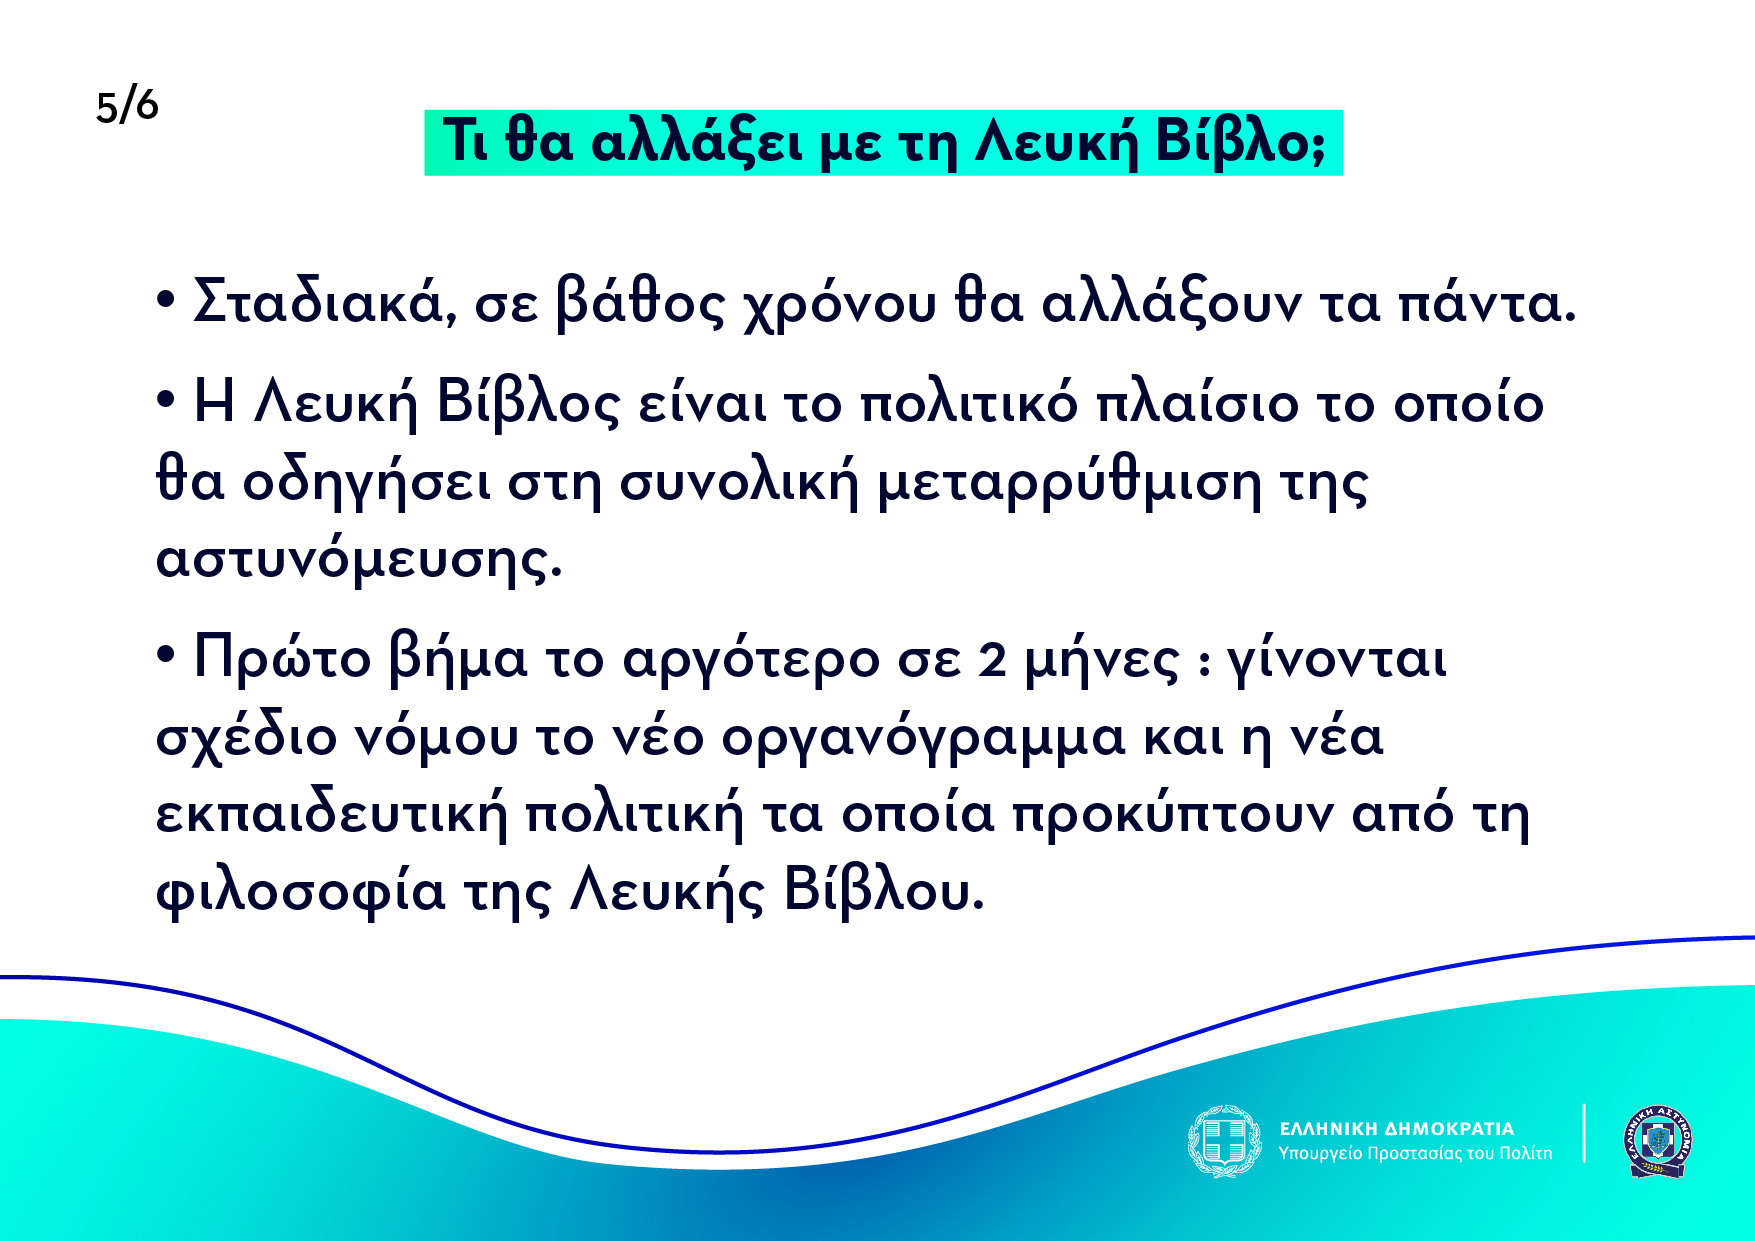 5/6
Τι θα αλλάξει με τη Λευκή Βίβλο;
• Σταδιακά, σε βάθος χρόνου θα αλλάξουν τα πάντα.
• Η Λευκή Βίβλος είναι το πολιτικό πλαίσιο το οποίο
θα οδηγήσει στη συνολική μεταρρύθμιση της
αστυνόμευσης.
• Πρώτο βήμα το αργότερο σε 2 μήνες : γίνονται
σχέδιο νόμου το νέο οργανόγραμμα και η νέα
εκπαιδευτική πολιτική τα οποία προκύπτουν από τη
φιλοσοφία της Λευκής Βίβλου.
ΕΛΛΗΝΙΚΗ ΔΗΜΟΚΡΑΤΙΑ
Υπουργείο Προστασίας του Πολίτη
ΕΛΛΗΝΙΚΗ ΑΣΤΥΝΟΜΙΑ